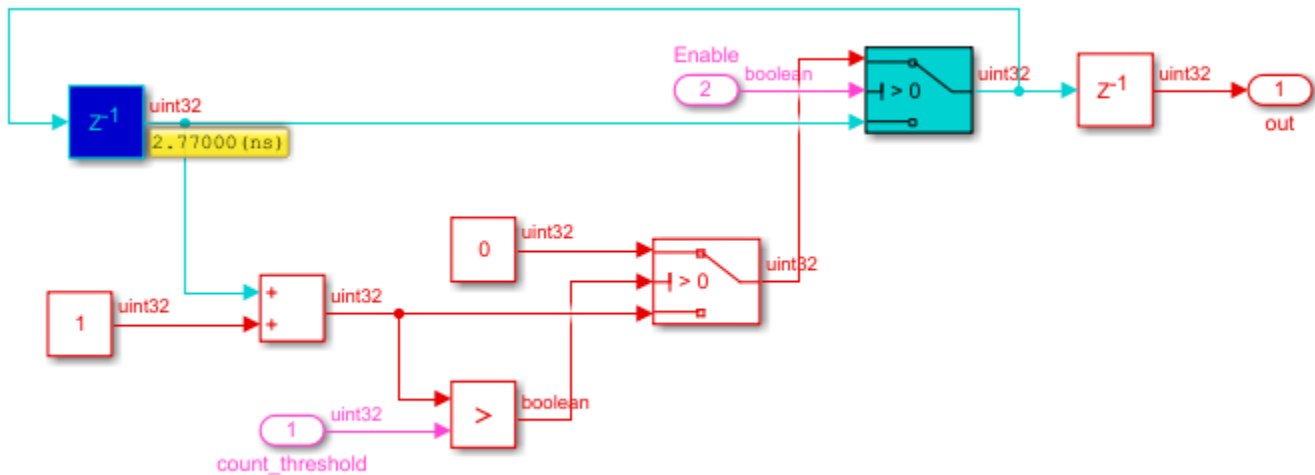 Enable
2
boolean
> 0
uint32
z-1
uint32
1
out
z-1
uint32
2.77000(ns)
0
uint32
> 0
uint32
1
uint32
+
+
uint32
>
boolean
1
uint32
count_threshold